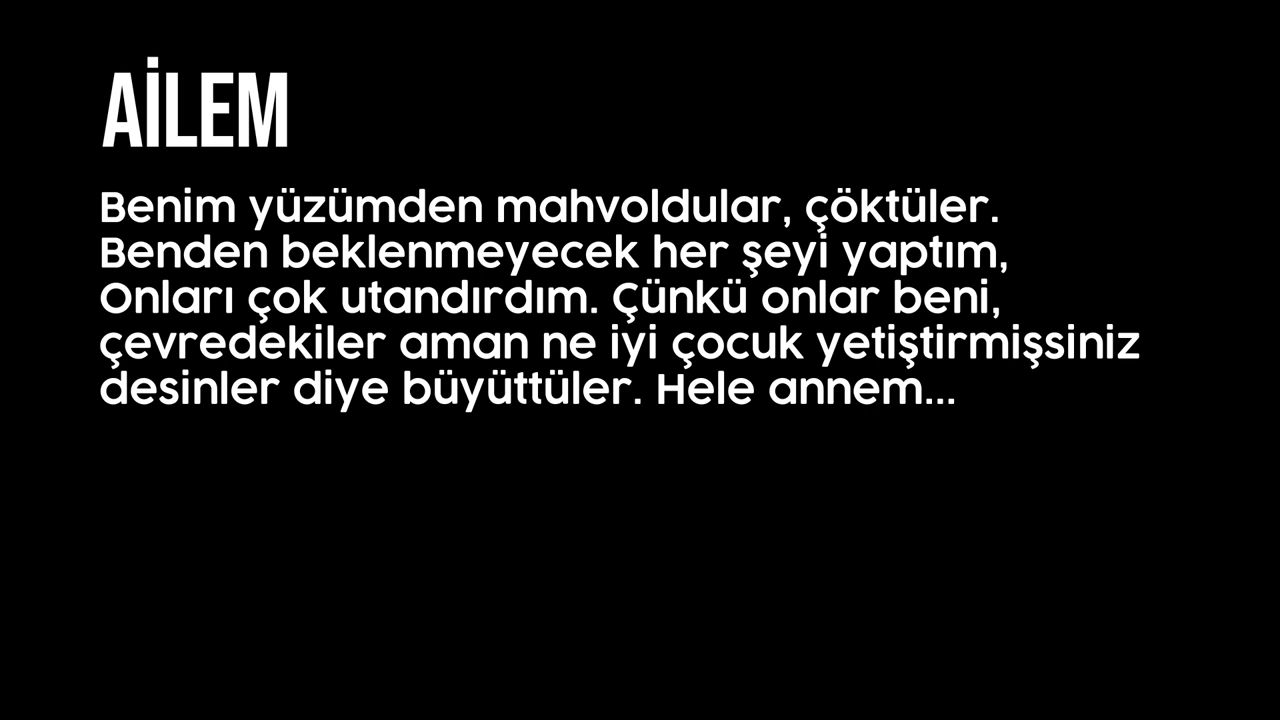 AİLEM
Benim yüzümden mahvoldular, çöktüler.
Benden beklenmeyecek her şeyi yaptım,
Onları çok utandırdım. Çünkü onlar beni,
çevredekiler aman ne iyi çocuk yetiştirmişsiniz
desinler diye büyüttüler. Hele annem...